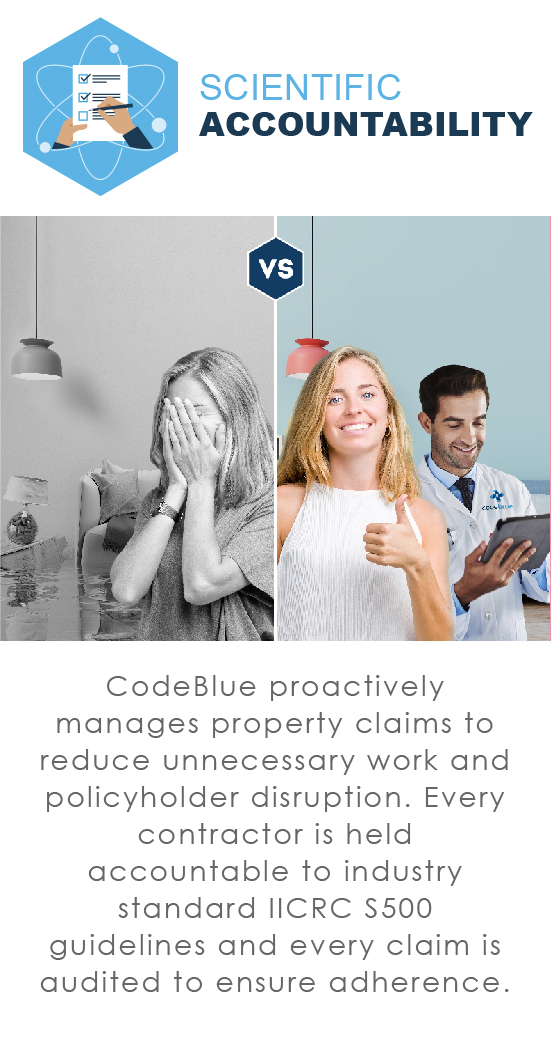 SCIENTIFIC
ACCOUNTABILITY
VS
CODEBLUE
CodeBlue proactively
manages property claims to
reduce unnecessary work and
policyholder disruption. Every
contractor is held
accountable to industry
standard IICRC S500
guidelines and every claim is
audited to ensure adherence.